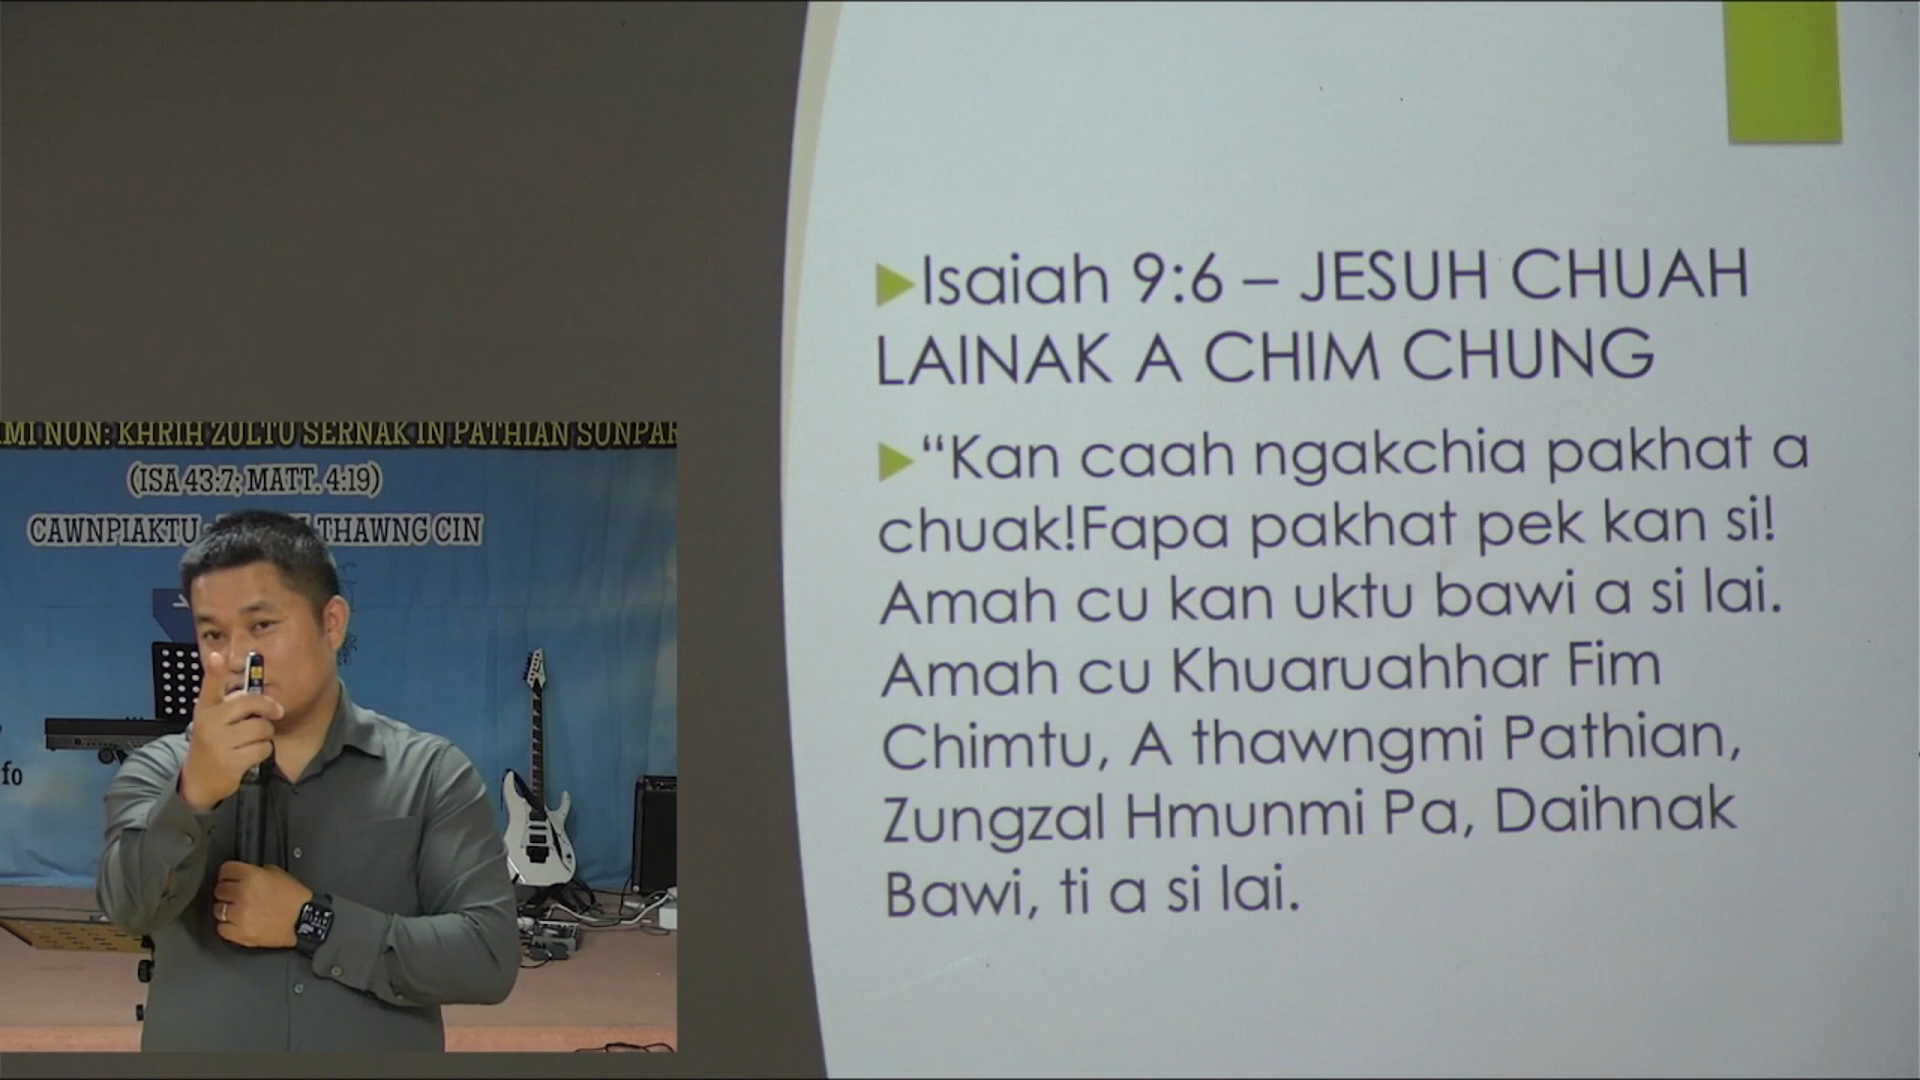 MI NUN: KHRIH ZULTU SERNAK IN PATHIAN SUNPAR
(ISA 43:7; MATT. 4:19)
CAWNPIAKTU THAWNG CIN
fo
▶Isaiah 9:6 – JESUH CHUAH
LAINAK A CHIM CHUNG
▶“Kan caah ngakchia pakhat a
chuak!Fapa pakhat pek kan si!
Amah cu kan uktu bawi a si lai.
Amah cu Khuaruahhar Fim
Chimtu, A thawngmi Pathian,
Zungzal Hmunmi Pa, Daihnak
Bawi, ti a si lai.